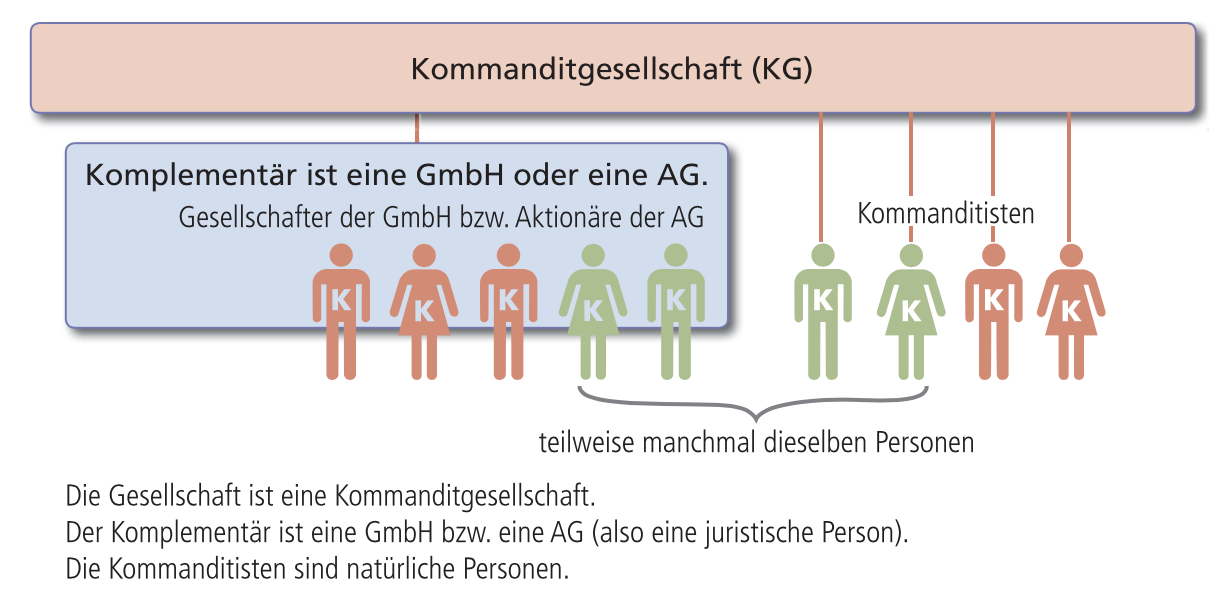 Kommanditgesellschaft (KG)
Komplementär ist eine GmbH oder eine AG.
Gesellschafter der GmbH bzw. Aktionäre der AG
Kommanditisten
K K K K K K K K K
teilweise manchmal dieselben Personen
Die Gesellschaft ist eine Kommanditgesellschaft.
Der Komplementär ist eine GmbH bzw. eine AG (also eine juristische Person).
Die Kommanditisten sind natürliche Personen.